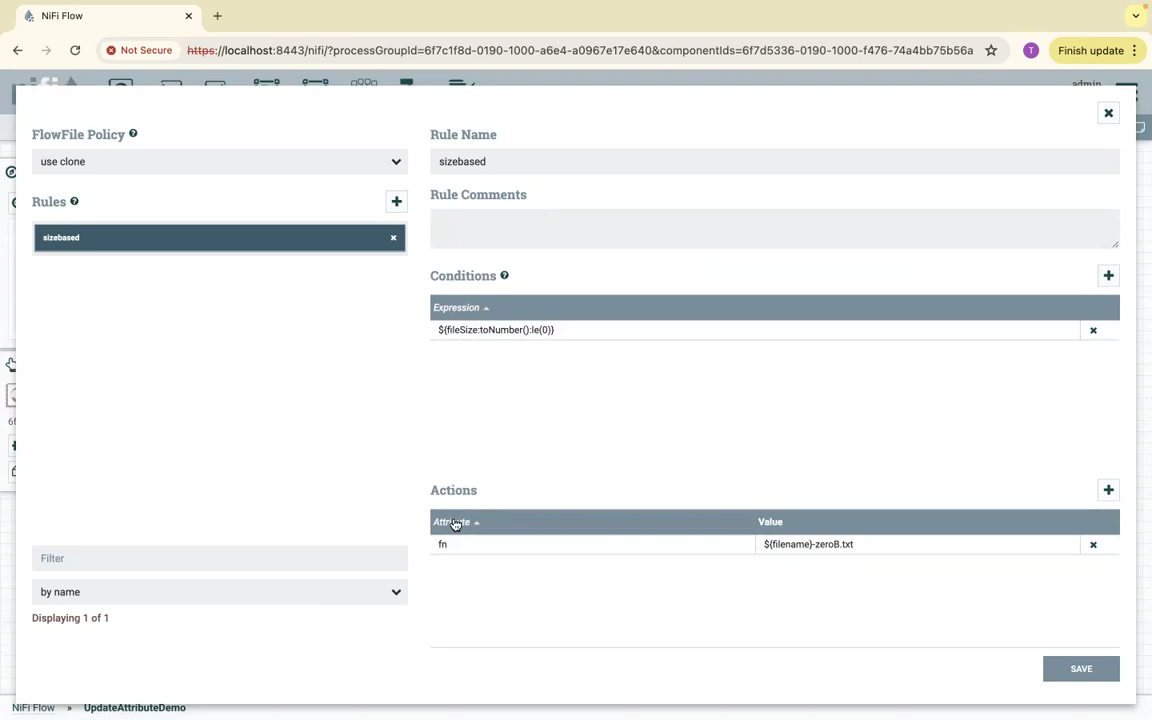 NiFi Flow
Not Secure
https://localhost:8443/nifi/?processGroupId=6f7c1f8d-0190-1000-a6e4-a0967e17e640&componentIds=6f7d5336-0190-1000-f476-74a4bb75b56a
T
Finish update
admin
FlowFile Policy
use clone
Rules
sizebased
Filter
by name
Displaying 1 of 1
Rule Name
sizebased
Rule Comments
Conditions
Expression
${fileSize:toNumber():le(0)}
Actions
Attribute Value
fn ${filename}-zeroB.txt
SAVE
NiFi Flow » UpdateAttributeDemo